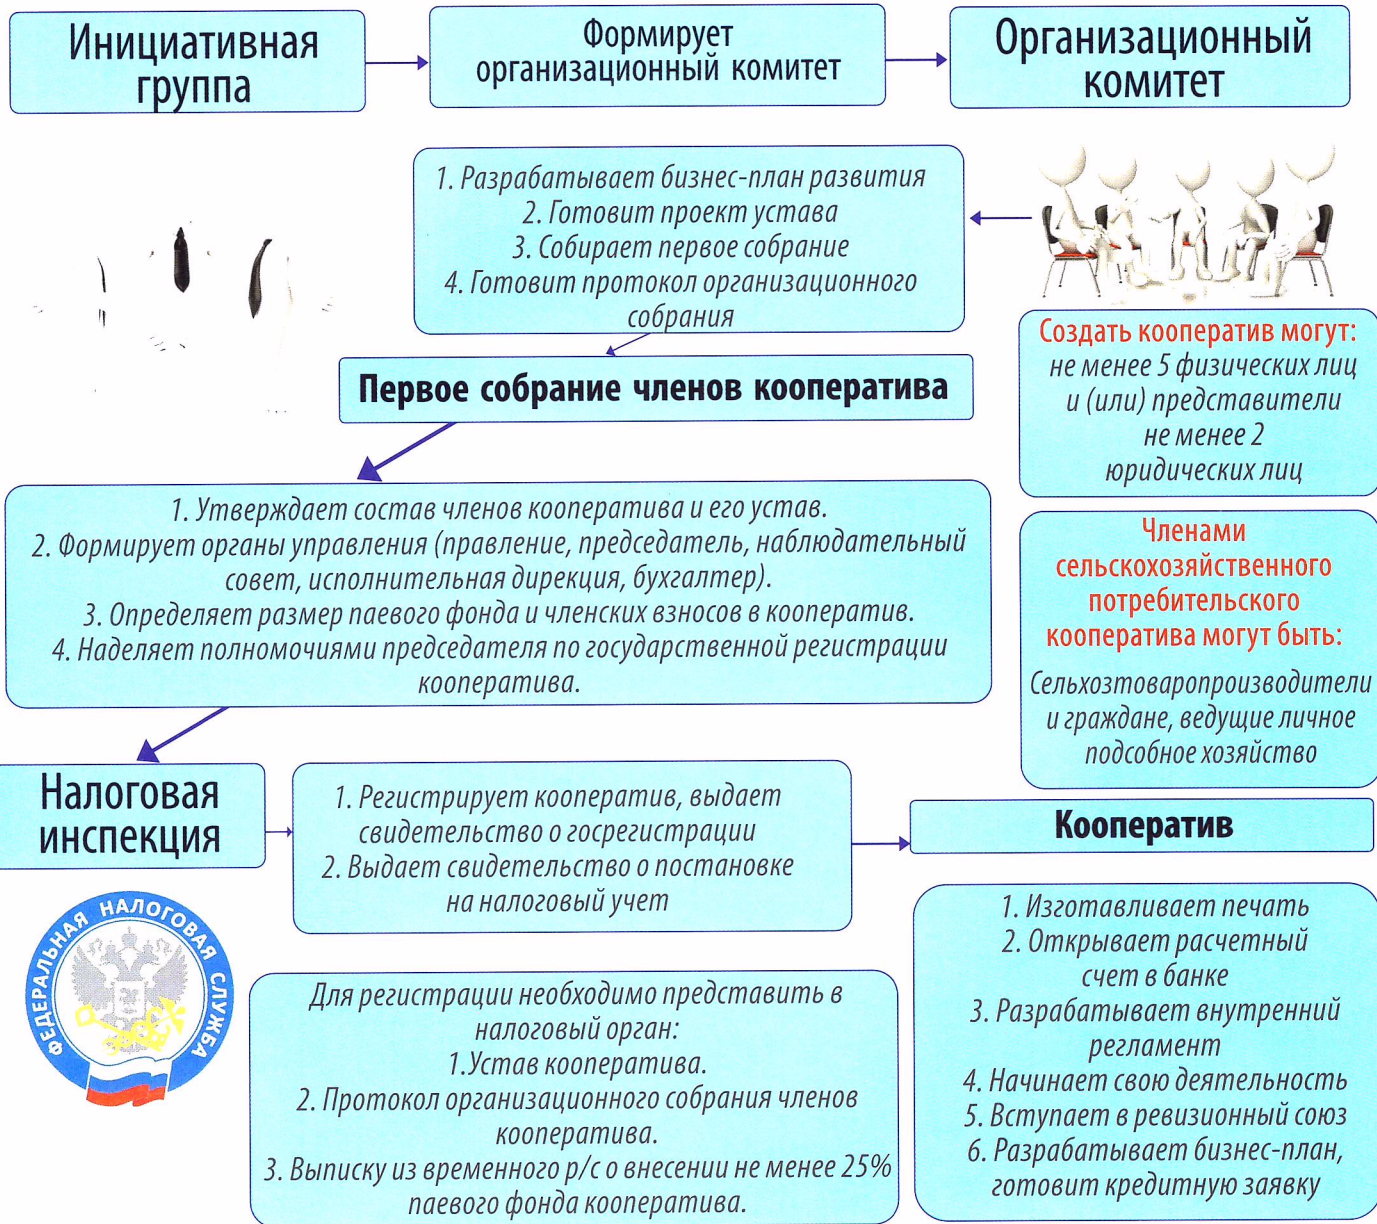 Инициативная
группа
Формирует
организационный комитет
Организационный
комитет
1. Разрабатывает бизнес-план развития
2. Готовит проект устава
3. Собирает первое собрание
4. Готовит протокол организационного
собрания
Создать кооператив могут:
не менее 5 физических лиц
и (или) представители
не менее 2
юридических лиц
Первое собрание членов кооператива
1. Утверждает состав членов кооператива и его устав.
2. Формирует органы управления (правление, председатель, наблюдательный
совет, исполнительная дирекция, бухгалтер).
3. Определяет размер паевого фонда и членских взносов в кооператив.
4. Наделяет полномочиями председателя по государственной регистрации
кооператива.
Членами
сельскохозяйственного
потребительского
кооператива могут быть:
Сельхозтоваропроизводители
и граждане, ведущие личное
подсобное хозяйство
Налоговая
инспекция
1. Регистрирует кооператив, выдает
свидетельство о госрегистрации
2. Выдает свидетельство о постановке
на налоговый учет
Кооператив
1. Изготавливает печать
2. Открывает расчетный
счет в банке
3. Разрабатывает внутренний
регламент
4. Начинает свою деятельность
5. Вступает в ревизионный союз
6. Разрабатывает бизнес-план,
готовит кредитную заявку
ФЕДЕРАЛЬНАЯ НАЛОГОВАЯ СЛУЖБА
Для регистрации необходимо представить в
налоговый орган:
1.Устав кооператива.
2. Протокол организационного собрания членов
кооператива.
3. Выписку из временного р/с о внесении не менее 25%
паевого фонда кооператива.